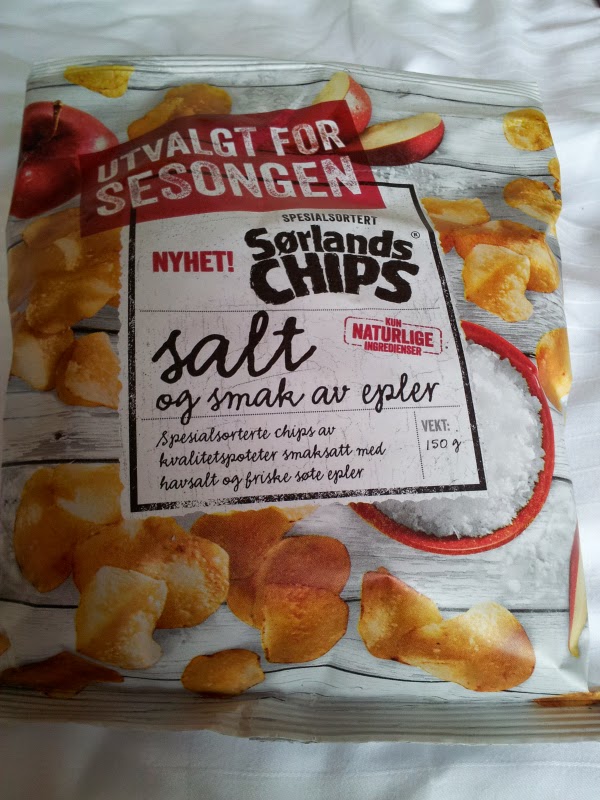 UTVALGT FOR
SESONGEN
SPESIALSORTERT
NYHET!
Sørlands®
CHIPS
KUN
NATURLIGE
INGREDIENSER
salt
og smak av epler
Spesialsorterte chips av
kvalitetspoteter smaksatt med
havsalt og friske søte epler
VEKT:
150 g